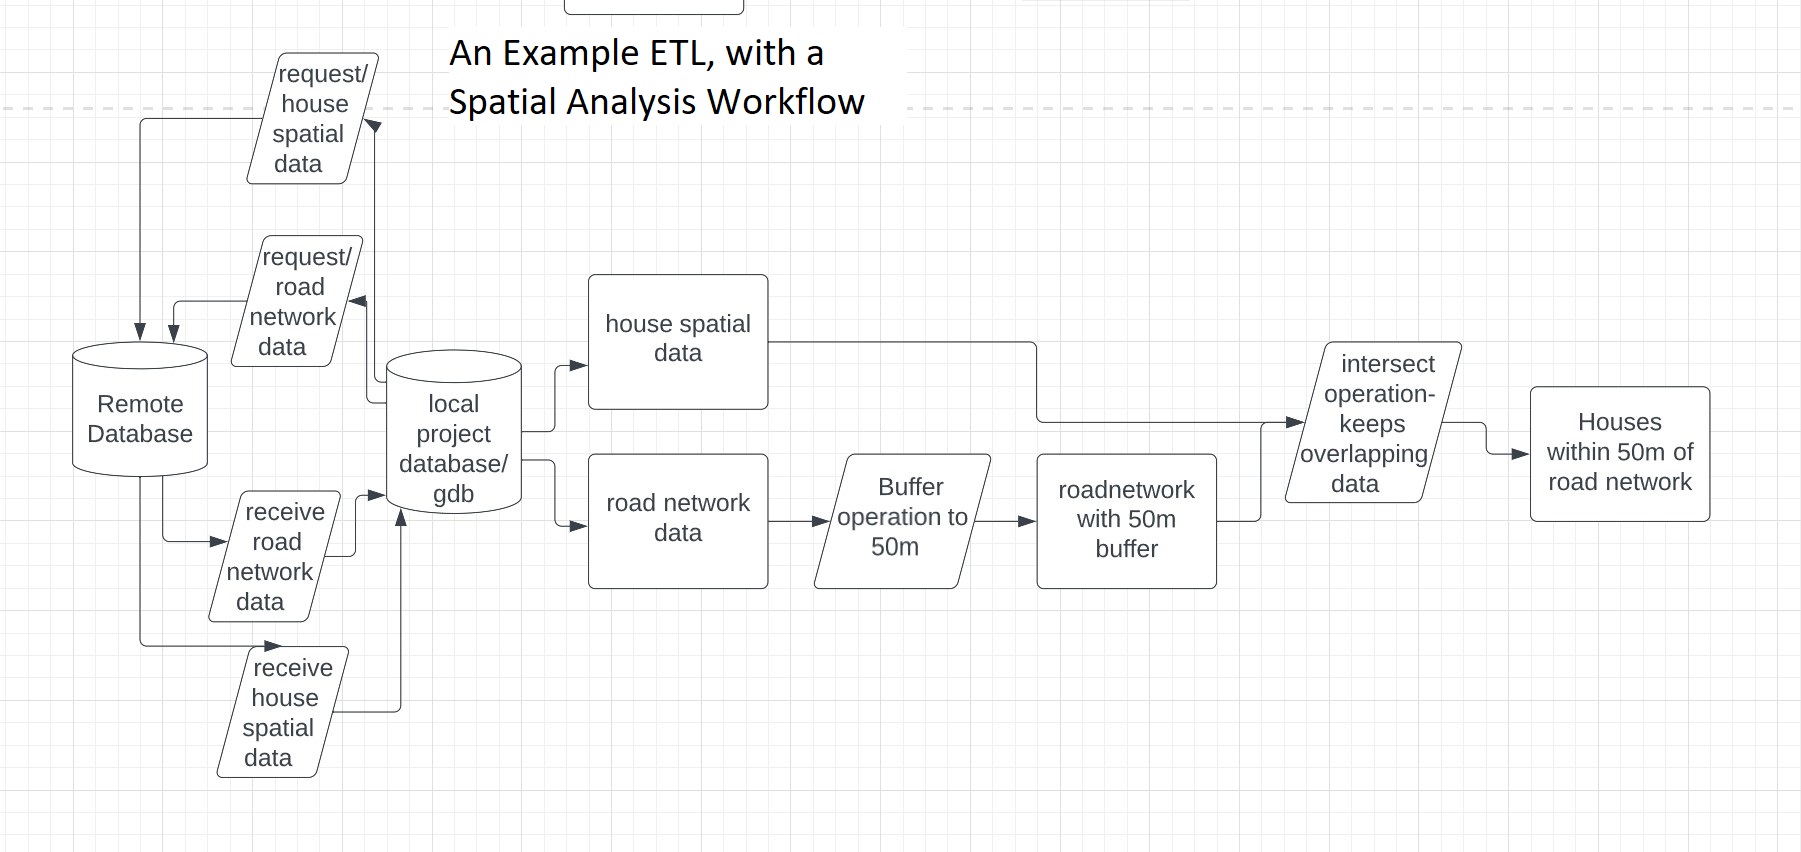 An Example ETL, with a
Spatial Analysis Workflow
request/
house
spatial
data
request/
road
network
data
Remote
Database
local
project
database/
gdb
receive
road
network
data
receive
house
spatial
data
house spatial
data
road network
data
Buffer
operation to
50m
roadnetwork
with 50m
buffer
intersect
operation-
keeps
overlapping
data
Houses
within 50m of
road network